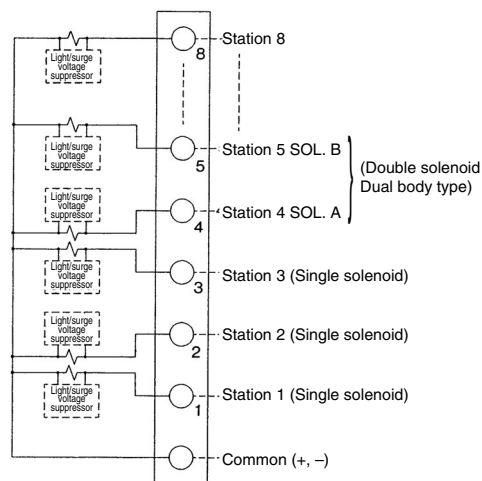 Light/surge
voltage
suppressor
8
Station 8
Light/surge
voltage
suppressor
5
Station 5 SOL. B
(Double solenoid
Dual body type)
Light/surge
voltage
suppressor
4
Station 4 SOL. A
Light/surge
voltage
suppressor
3
Station 3 (Single solenoid)
Light/surge
voltage
suppressor
2
Station 2 (Single solenoid)
Light/surge
voltage
suppressor
1
Station 1 (Single solenoid)
Common (+, –)